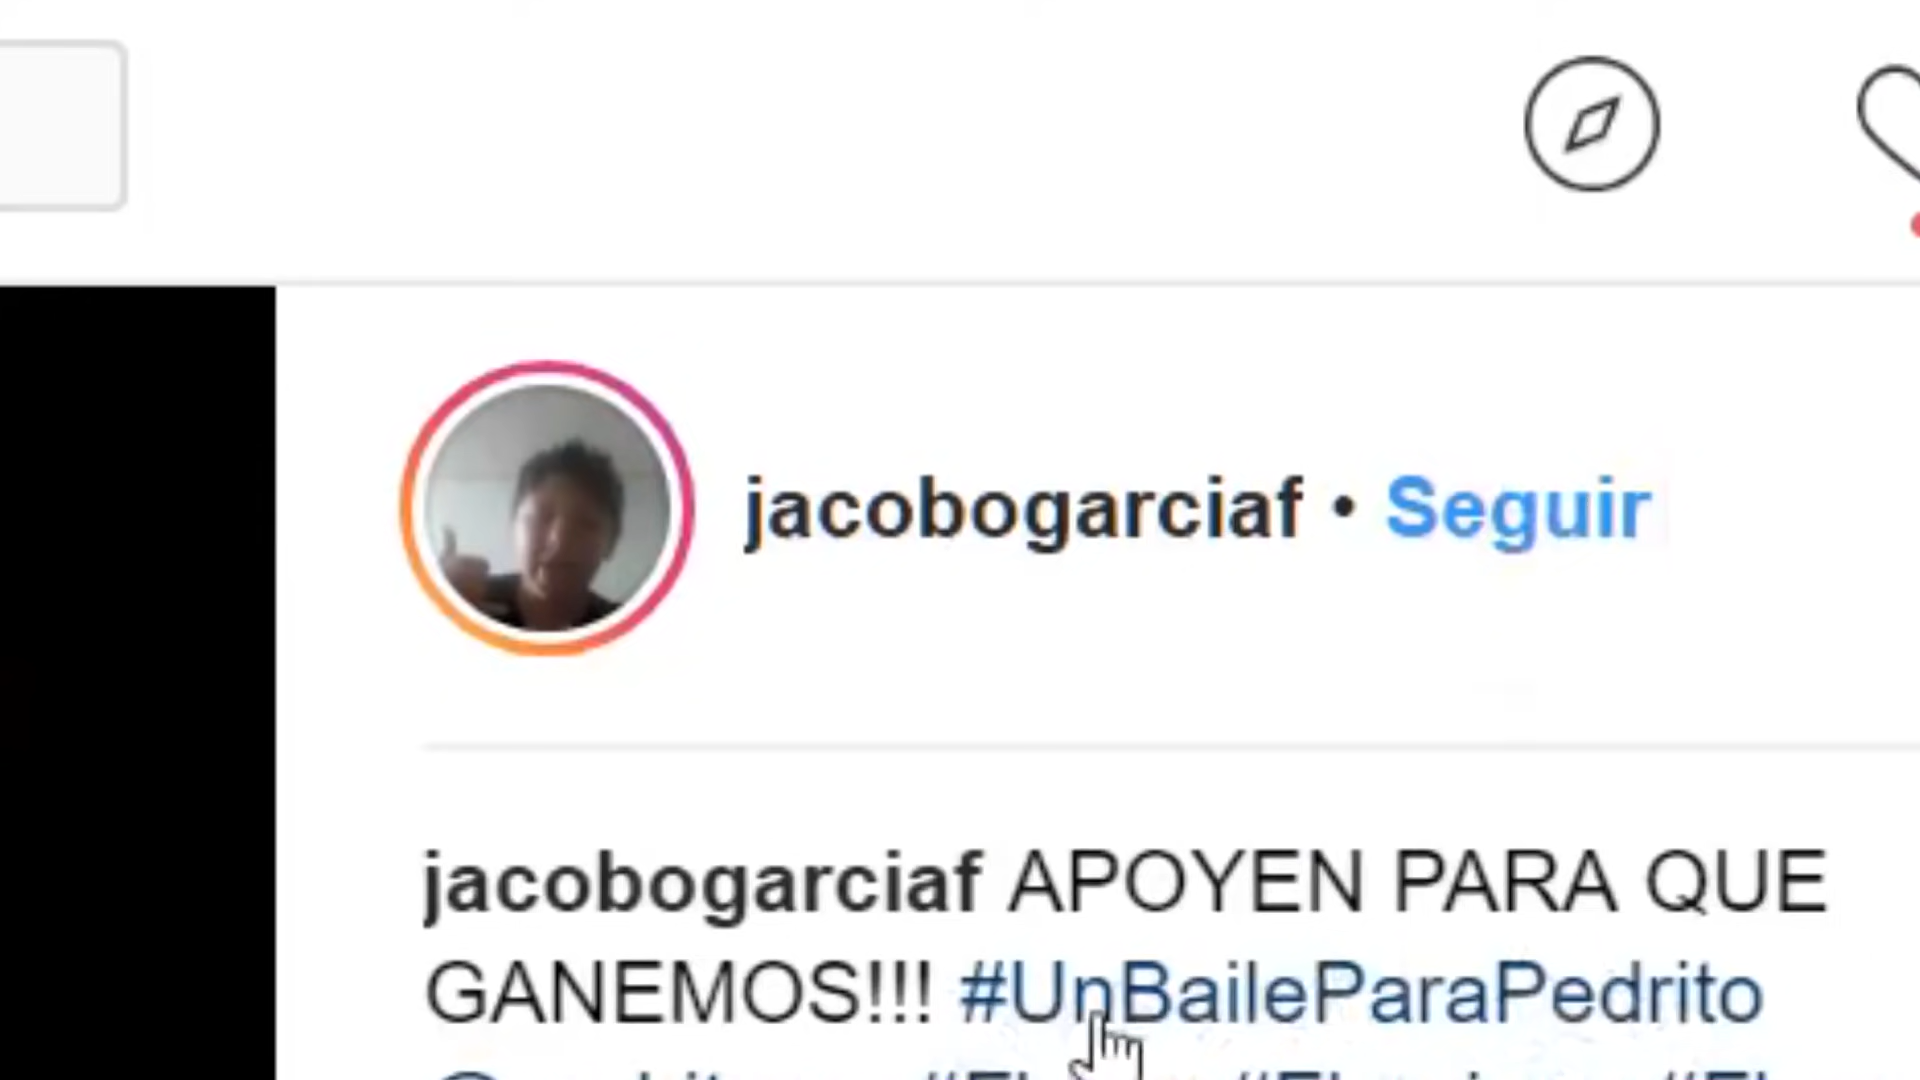 jacobogarciaf • Seguir
jacobogarciaf APOYEN PARA QUE
GANEMOS!!! #UnBaileParaPedrito